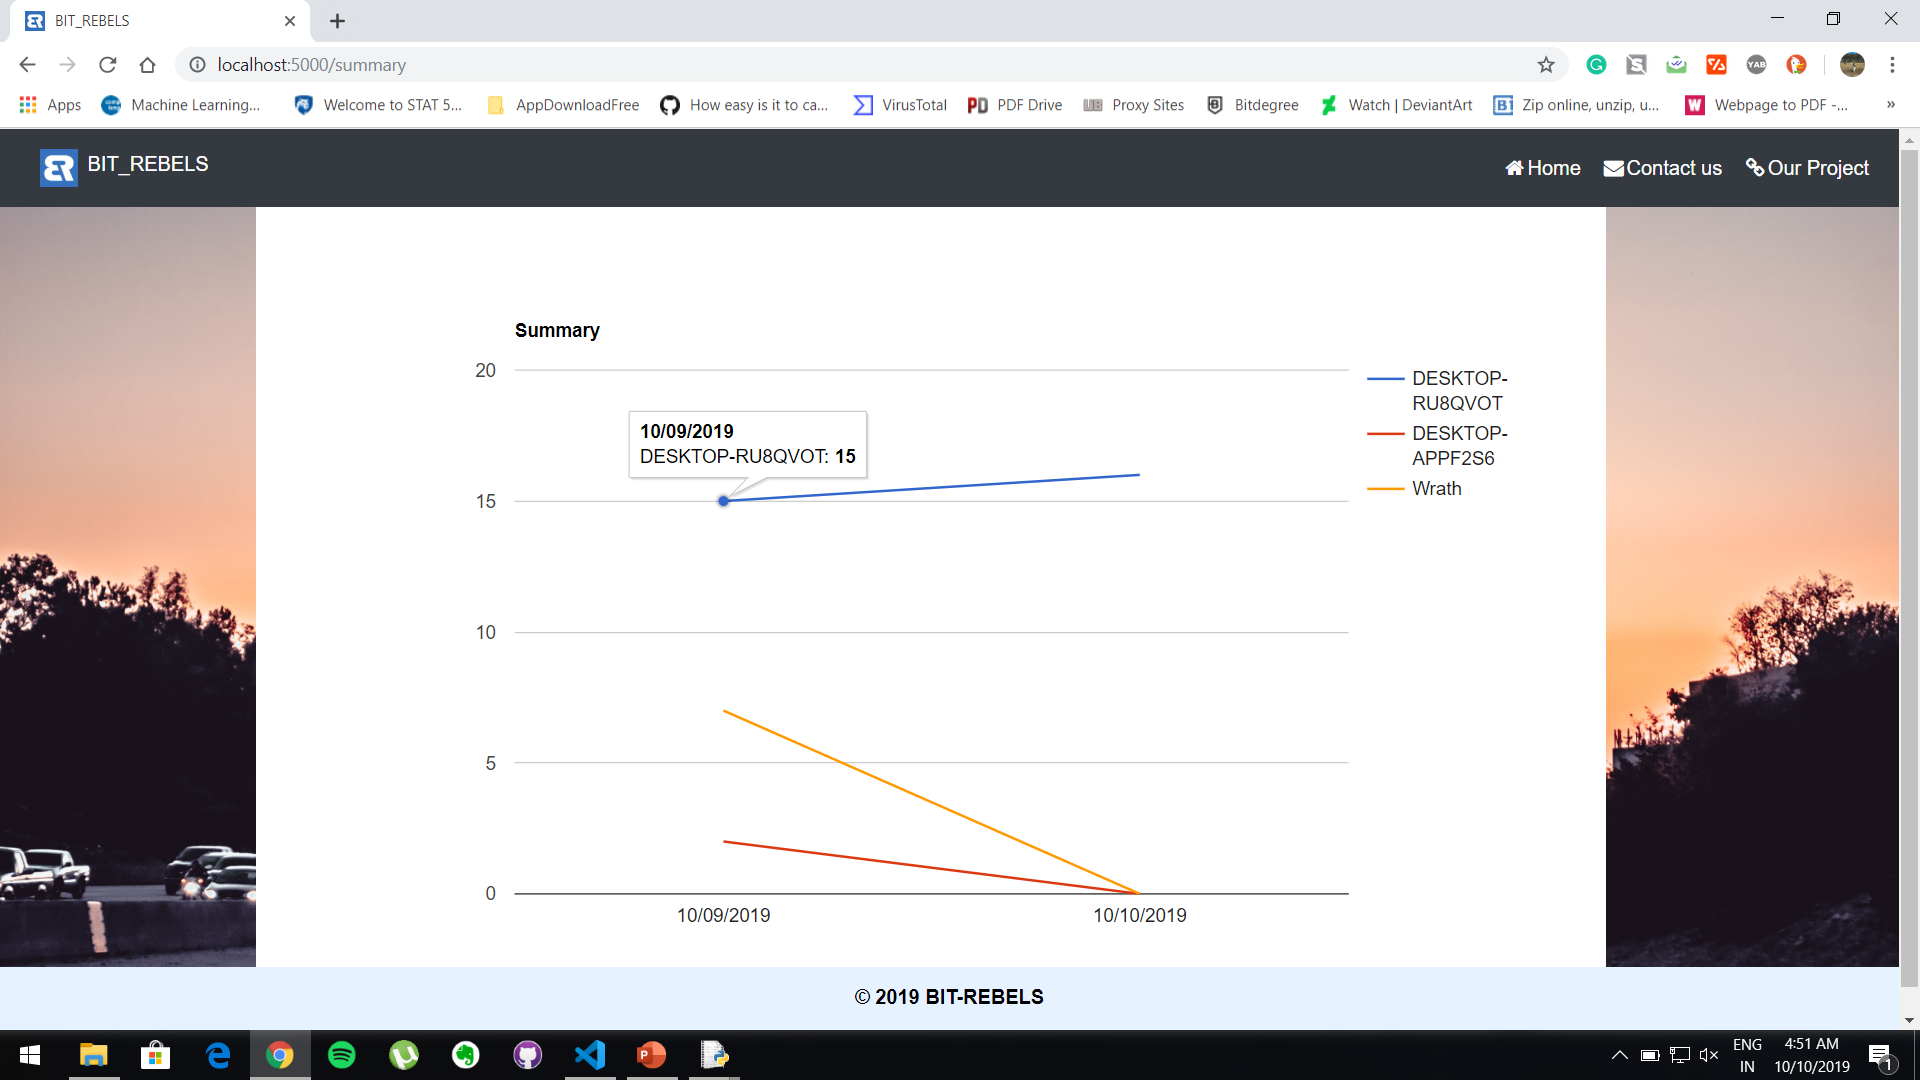 BIT_REBELS
localhost:5000/summary
Apps
Machine Learning...
Welcome to STAT 5...
AppDownloadFree
How easy is it to ca...
VirusTotal
PDF Drive
Proxy Sites
Bitdegree
Watch | DeviantArt
Zip online, unzip, u...
Webpage to PDF -...
»
BIT_REBELS
Home
Contact us
Our Project
Summary
20
15
10
5
0
10/09/2019
DESKTOP-RU8QVOT: 15
10/09/2019
10/10/2019
DESKTOP-
RU8QVOT
DESKTOP-
APPF2S6
Wrath
© 2019 BIT-REBELS
ENG
IN
4:51 AM
10/10/2019
1